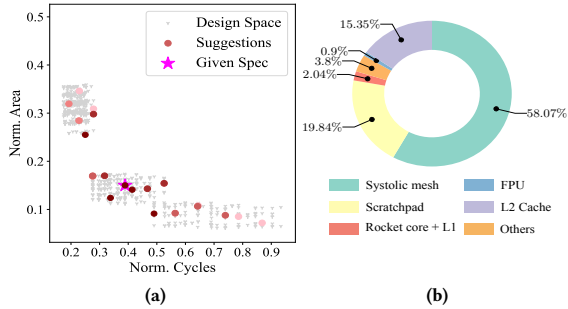 0.5
0.4
0.3
0.2
0.1
Norm. Area
0.2 0.3 0.4 0.5 0.6 0.7 0.8 0.9
Norm. Cycles
Design Space
Suggestions
Given Spec
(a)
15.35%
0.9%
3.8%
2.04%
19.84%
58.07%
Systolic mesh
FPU
Scratchpad
L2 Cache
Rocket core + L1
Others
(b)